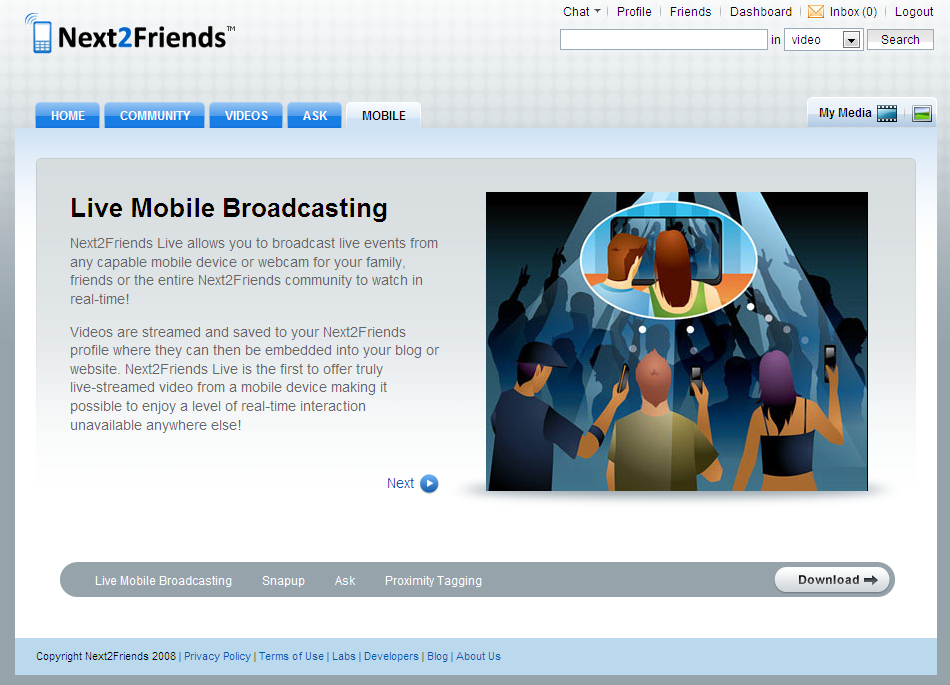 Next2Friends™
Chat Profile Friends Dashboard Inbox (0) Logout
in video Search
HOME COMMUNITY VIDEOS ASK MOBILE
My Media
Live Mobile Broadcasting
Next2Friends Live allows you to broadcast live events from
any capable mobile device or webcam for your family,
friends or the entire Next2Friends community to watch in
real-time!
Videos are streamed and saved to your Next2Friends
profile where they can then be embedded into your blog or
website. Next2Friends Live is the first to offer truly
live-streamed video from a mobile device making it
possible to enjoy a level of real-time interaction
unavailable anywhere else!
Next
Live Mobile Broadcasting Snapup Ask Proximity Tagging
Download
Copyright Next2Friends 2008 | Privacy Policy | Terms of Use | Labs | Developers | Blog | About Us